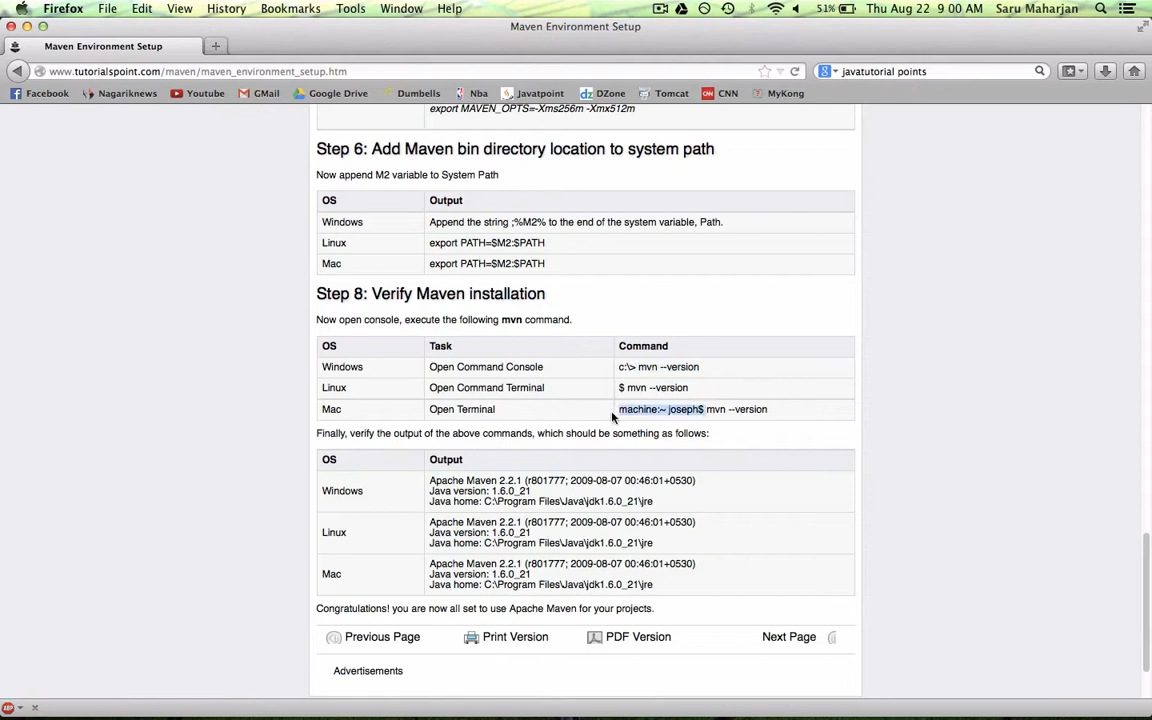 Firefox File Edit View History Bookmarks Tools Window Help 51% Thu Aug 22 9:00 AM Saru Maharjan
Maven Environment Setup
Maven Environment Setup
www.tutorialspoint.com/maven/maven_environment_setup.htm javatutorial points
Facebook Nagariknews Youtube GMail Google Drive Dumbells Nba Javatpoint DZone Tomcat CNN MyKong
export MAVEN_OPTS=-Xms256m -Xmx512m
Step 6: Add Maven bin directory location to system path
Now append M2 variable to System Path
OS Output
Windows Append the string ;%M2% to the end of the system variable, Path.
Linux export PATH=$M2:$PATH
Mac export PATH=$M2:$PATH
Step 8: Verify Maven installation
Now open console, execute the following mvn command.
OS Task Command
Windows Open Command Console c:\> mvn --version
Linux Open Command Terminal $ mvn --version
Mac Open Terminal machine:~ joseph$ mvn --version
Finally, verify the output of the above commands, which should be something as follows:
OS Output
Windows Apache Maven 2.2.1 (r801777; 2009-08-07 00:46:01+0530)
Java version: 1.6.0_21
Java home: C:\Program Files\Java\jdk1.6.0_21\jre
Linux Apache Maven 2.2.1 (r801777; 2009-08-07 00:46:01+0530)
Java version: 1.6.0_21
Java home: C:\Program Files\Java\jdk1.6.0_21\jre
Mac Apache Maven 2.2.1 (r801777; 2009-08-07 00:46:01+0530)
Java version: 1.6.0_21
Java home: C:\Program Files\Java\jdk1.6.0_21\jre
Congratulations! you are now all set to use Apache Maven for your projects.
Previous Page Print Version PDF Version Next Page
Advertisements